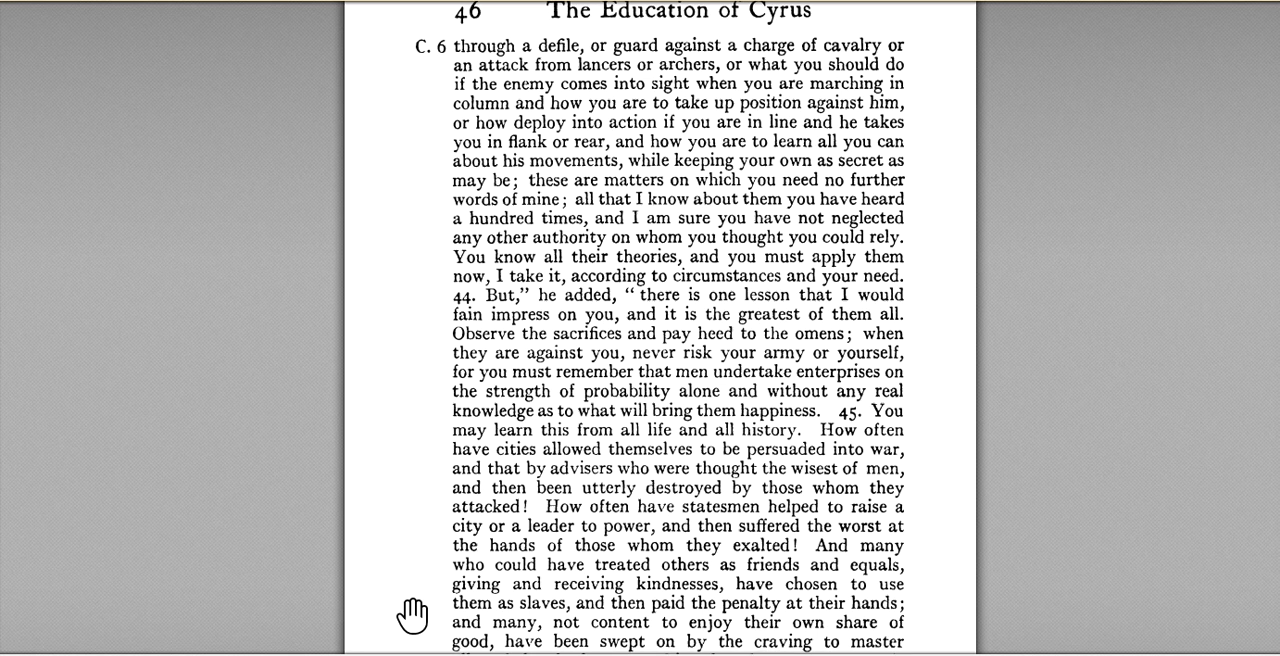 46 The Education of Cyrus
C. 6 through a defile, or guard against a charge of cavalry or
an attack from lancers or archers, or what you should do
if the enemy comes into sight when you are marching in
column and how you are to take up position against him,
or how deploy into action if you are in line and he takes
you in flank or rear, and how you are to learn all you can
about his movements, while keeping your own as secret as
may be; these are matters on which you need no further
words of mine; all that I know about them you have heard
a hundred times, and I am sure you have not neglected
any other authority on whom you thought you could rely.
You know all their theories, and you must apply them
now, I take it, according to circumstances and your need.
44. But,” he added, “ there is one lesson that I would
fain impress on you, and it is the greatest of them all.
Observe the sacrifices and pay heed to the omens; when
they are against you, never risk your army or yourself,
for you must remember that men undertake enterprises on
the strength of probability alone and without any real
knowledge as to what will bring them happiness. 45. You
may learn this from all life and all history. How often
have cities allowed themselves to be persuaded into war,
and that by advisers who were thought the wisest of men,
and then been utterly destroyed by those whom they
attacked! How often have statesmen helped to raise a
city or a leader to power, and then suffered the worst at
the hands of those whom they exalted! And many
who could have treated others as friends and equals,
giving and receiving kindnesses, have chosen to use
them as slaves, and then paid the penalty at their hands;
and many, not content to enjoy their own share of
good, have been swept on by the craving to master